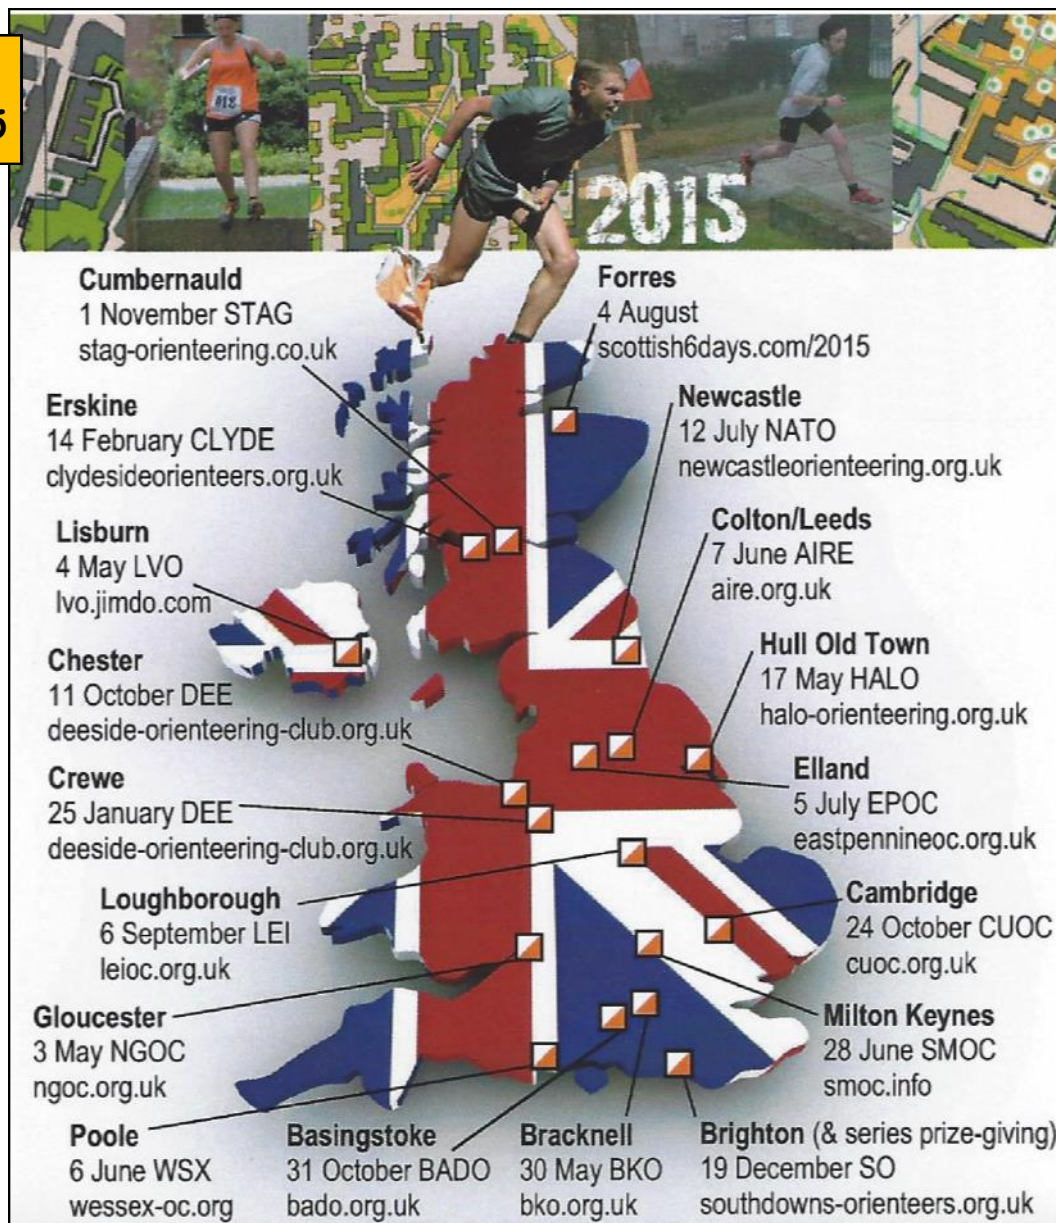 5
018
2015
Cumbernauld
1 November STAG
stag-orienteering.co.uk
Forres
4 August
scottish6days.com/2015
Erskine
14 February CLYDE
clydesideorienteers.org.uk
Newcastle
12 July NATO
newcastleorienteering.org.uk
Lisburn
4 May LVO
lvo.jimdo.com
Colton/Leeds
7 June AIRE
aire.org.uk
Chester
11 October DEE
deeside-orienteering-club.org.uk
Hull Old Town
17 May HALO
halo-orienteering.org.uk
Crewe
25 January DEE
deeside-orienteering-club.org.uk
Elland
5 July EPOC
eastpennineoc.org.uk
Loughborough
6 September LEI
leioc.org.uk
Cambridge
24 October CUOC
cuoc.org.uk
Gloucester
3 May NGOC
ngoc.org.uk
Milton Keynes
28 June SMOC
smoc.info
Poole
6 June WSX
wessex-oc.org
Basingstoke
31 October BADO
bado.org.uk
Bracknell
30 May BKO
bko.org.uk
Brighton (& series prize-giving)
19 December SO
southdowns-orienteers.org.uk